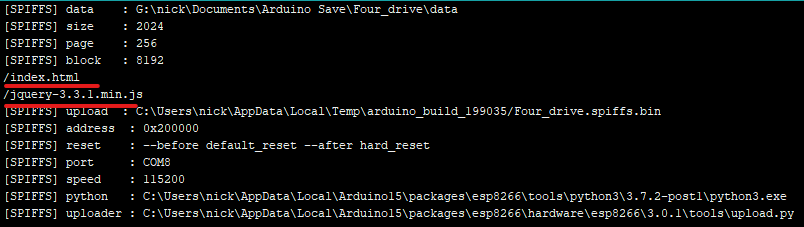 [SPIFFS] data    : G:\nick\Documents\Arduino Save\Four_drive\data
[SPIFFS] size    : 2024
[SPIFFS] page    : 256
[SPIFFS] block   : 8192
/index.html
/jquery-3.3.1.min.js
[SPIFFS] upload  : C:\Users\nick\AppData\Local\Temp\arduino_build_199035/Four_drive.spiffs.bin
[SPIFFS] address  : 0x200000
[SPIFFS] reset    : --before default_reset --after hard_reset
[SPIFFS] port     : COM8
[SPIFFS] speed    : 115200
[SPIFFS] python   : C:\Users\nick\AppData\Local\Arduino15\packages\esp8266\tools\python3\3.7.2-post1\python3.exe
[SPIFFS] uploader : C:\Users\nick\AppData\Local\Arduino15\packages\esp8266\hardware\esp8266\3.0.1\tools\upload.py